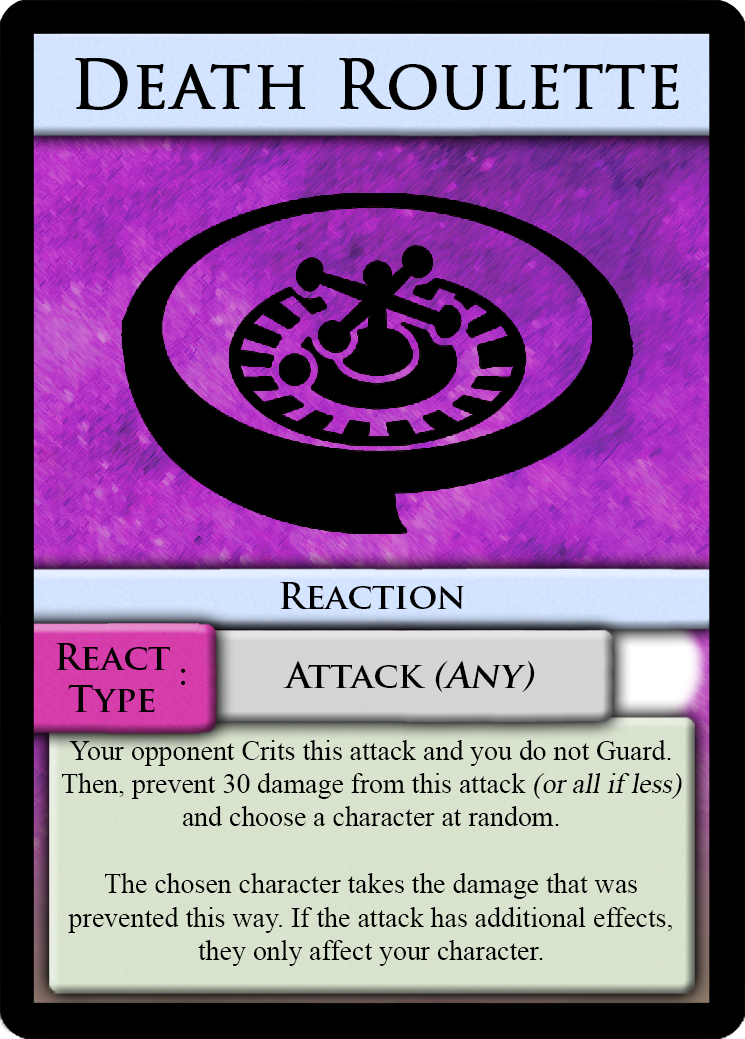 DEATH ROULETTE
REACTION
REACT
TYPE :
ATTACK (ANY)
Your opponent Crits this attack and you do not Guard.
Then, prevent 30 damage from this attack (or all if less)
and choose a character at random.
The chosen character takes the damage that was
prevented this way. If the attack has additional effects,
they only affect your character.